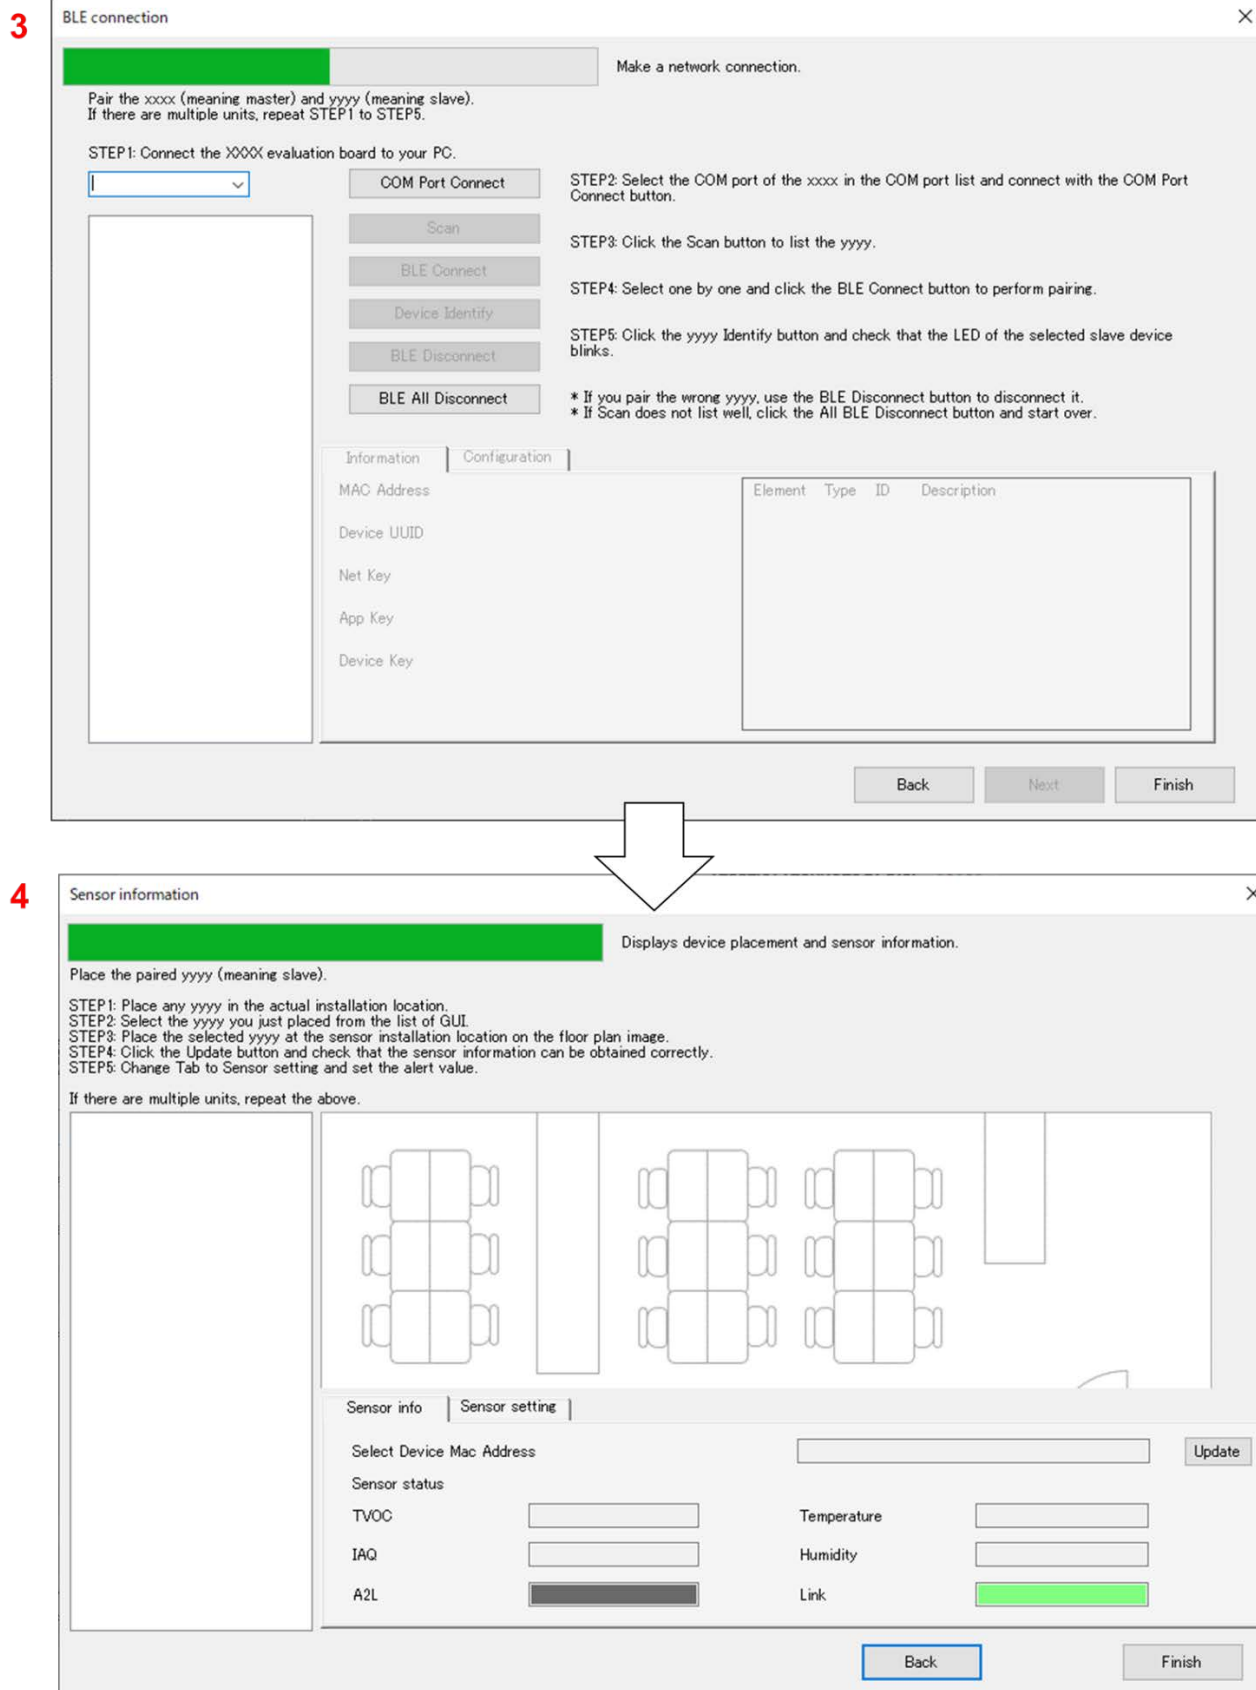 3
BLE connection
Make a network connection.
Pair the xxxx (meaning master) and yyyy (meaning slave).
If there are multiple units, repeat STEP1 to STEP5.
STEP1: Connect the XXXX evaluation board to your PC.
COM Port Connect
Scan
BLE Connect
Device Identify
BLE Disconnect
BLE All Disconnect
STEP2: Select the COM port of the xxxx in the COM port list and connect with the COM Port
Connect button.
STEP3: Click the Scan button to list the yyyy.
STEP4: Select one by one and click the BLE Connect button to perform pairing.
STEP5: Click the yyyy Identify button and check that the LED of the selected slave device
blinks.
* If you pair the wrong yyyy, use the BLE Disconnect button to disconnect it.
* If Scan does not list well, click the All BLE Disconnect button and start over.
Information Configuration
MAC Address
Device UUID
Net Key
App Key
Device Key
Element Type ID Description
Back Next Finish
4
Sensor information
Displays device placement and sensor information.
Place the paired yyyy (meaning slave).
STEP1: Place any yyyy in the actual installation location.
STEP2: Select the yyyy you just placed from the list of GUI.
STEP3: Place the selected yyyy at the sensor installation location on the floor plan image.
STEP4: Click the Update button and check that the sensor information can be obtained correctly.
STEP5: Change Tab to Sensor setting and set the alert value.
If there are multiple units, repeat the above.
Sensor info Sensor setting
Select Device Mac Address Update
Sensor status
TVOC Temperature
IAQ Humidity
A2L Link
Back Finish